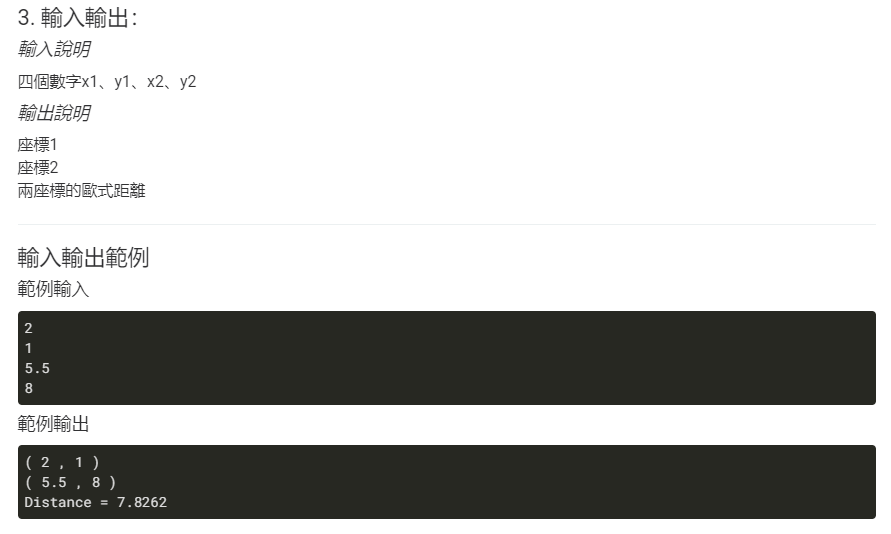 3. 輸入輸出：
輸入說明
四個數字x1、y1、x2、y2
輸出說明
座標1
座標2
兩座標的歐式距離
輸入輸出範例
範例輸入
2
1
5.5
8
範例輸出
( 2 , 1 )
( 5.5 , 8 )
Distance = 7.8262